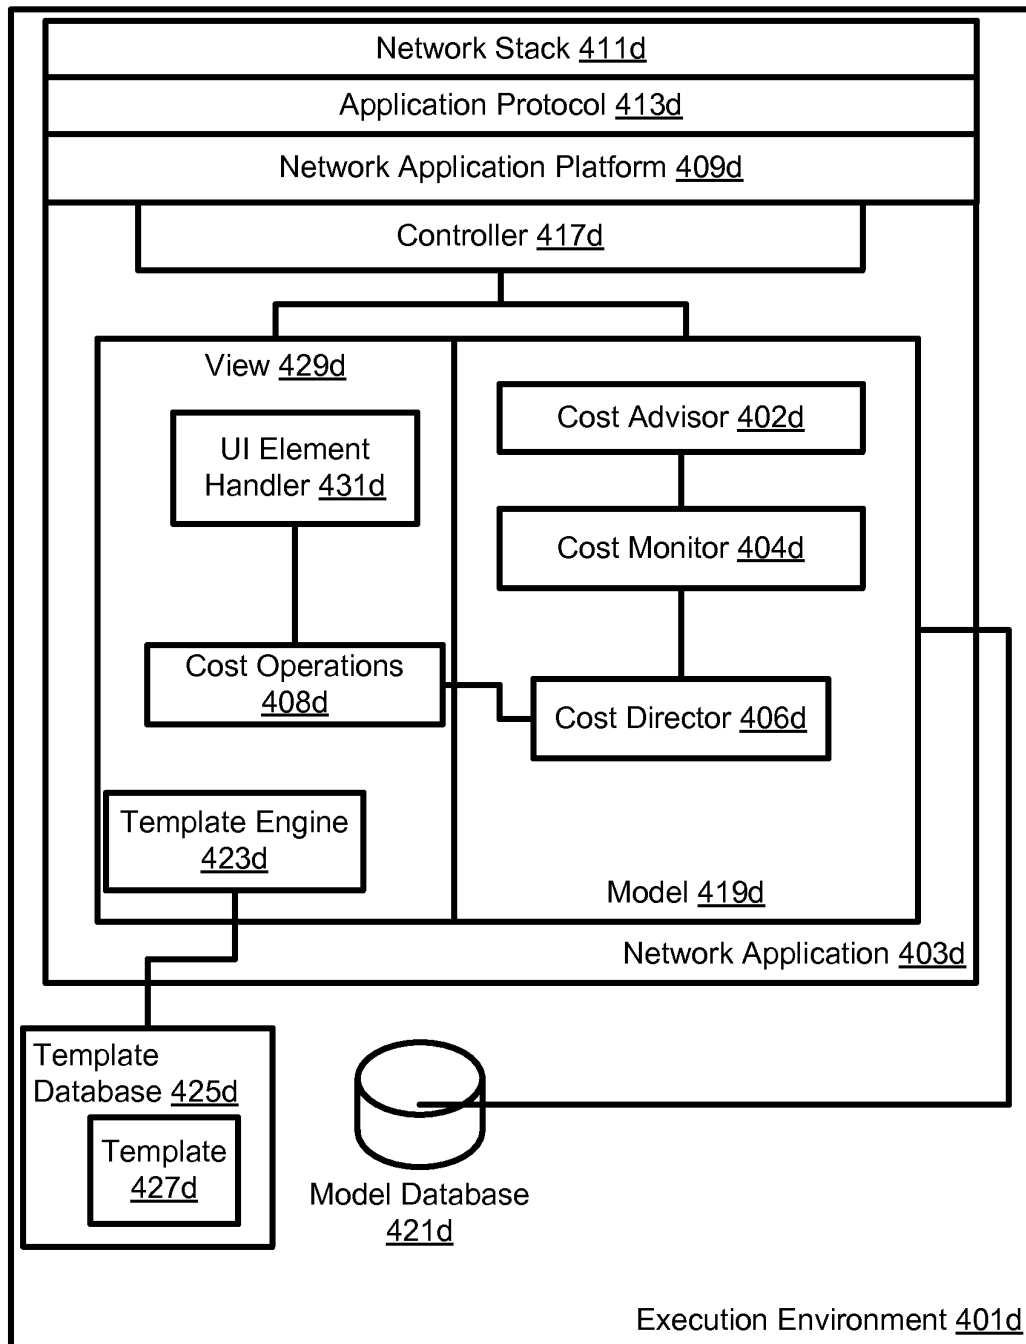 Network Stack 411d
Application Protocol 413d
Network Application Platform 409d
Controller 417d
View 429d
UI Element
Handler 431d
Cost Operations
408d
Template Engine
423d
Cost Advisor 402d
Cost Monitor 404d
Cost Director 406d
Model 419d
Network Application 403d
Template
Database 425d
Template
427d
Model Database
421d
Execution Environment 401d